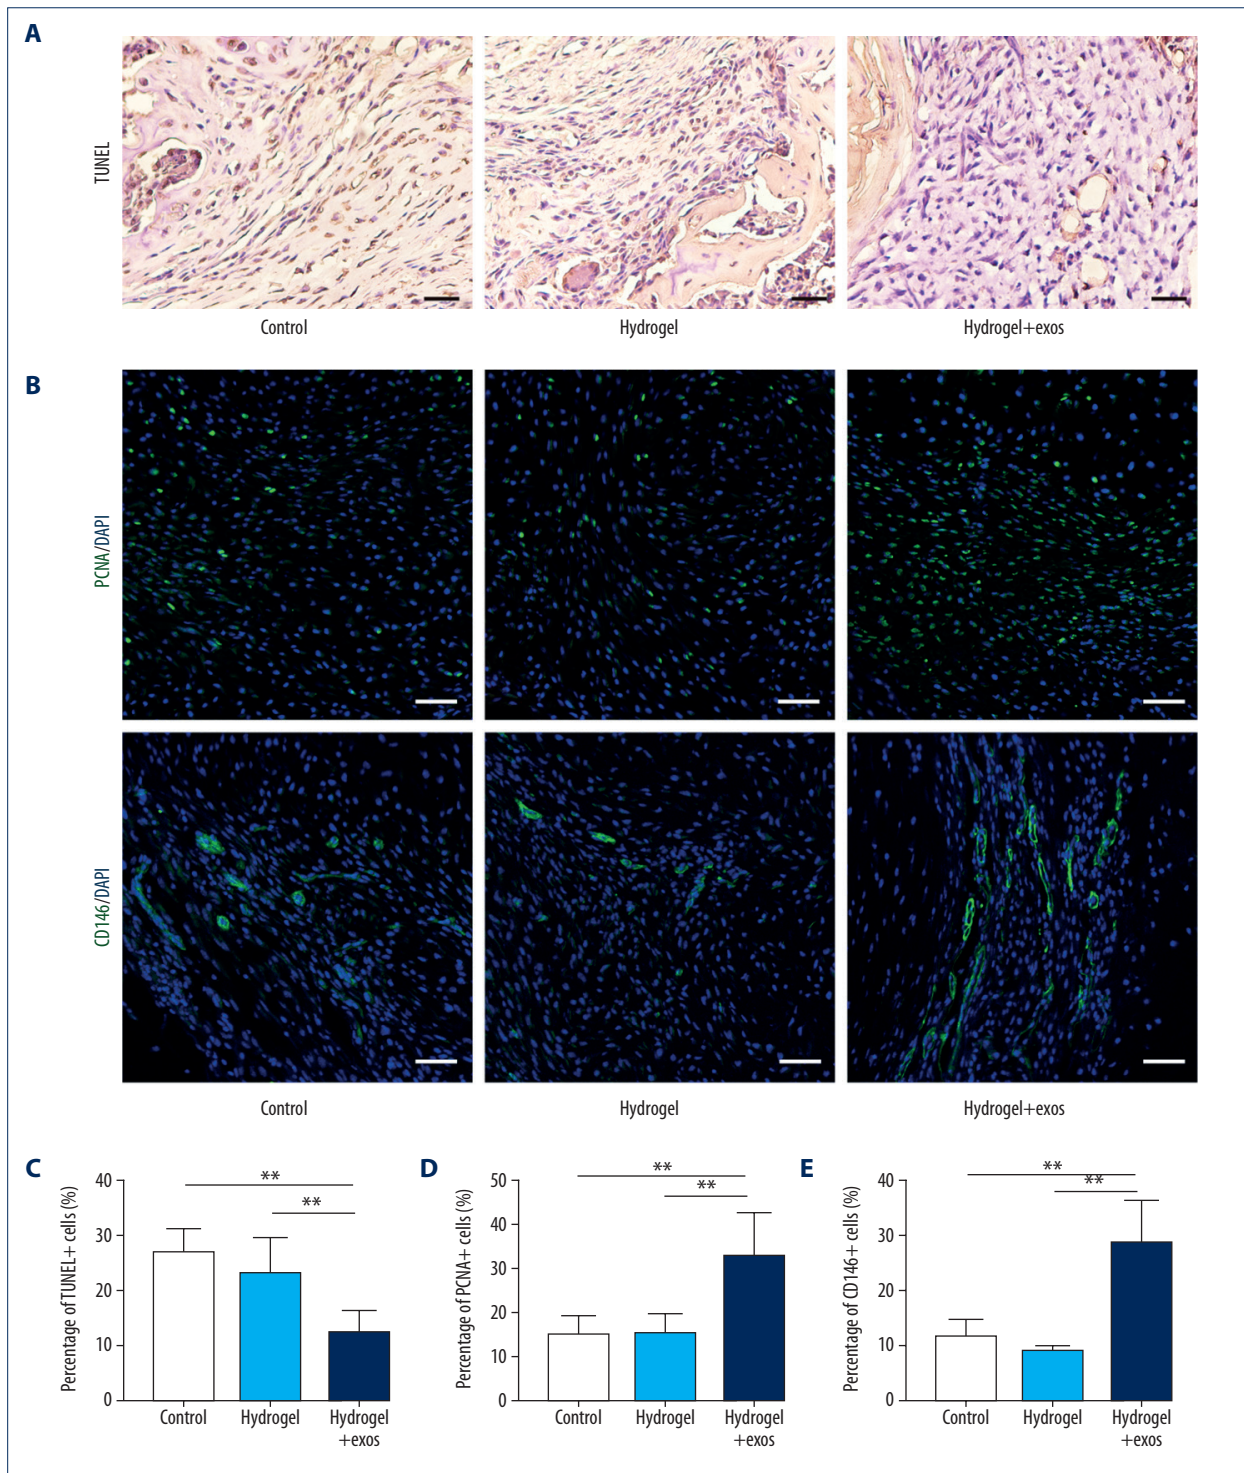 A
TUNEL
Control
Hydrogel
Hydrogel+exos
B
PCNA/DAPI
CD146/DAPI
Control
Hydrogel
Hydrogel+exos
C
Percentage of TUNEL+ cells (%)
40
30
20
10
0
**
**
Control
Hydrogel
Hydrogel
+exos
D
Percentage of PCNA+ cells (%)
50
40
30
20
10
0
**
**
Control
Hydrogel
Hydrogel
+exos
E
Percentage of CD146+ cells (%)
40
30
20
10
0
**
**
Control
Hydrogel
Hydrogel
+exos